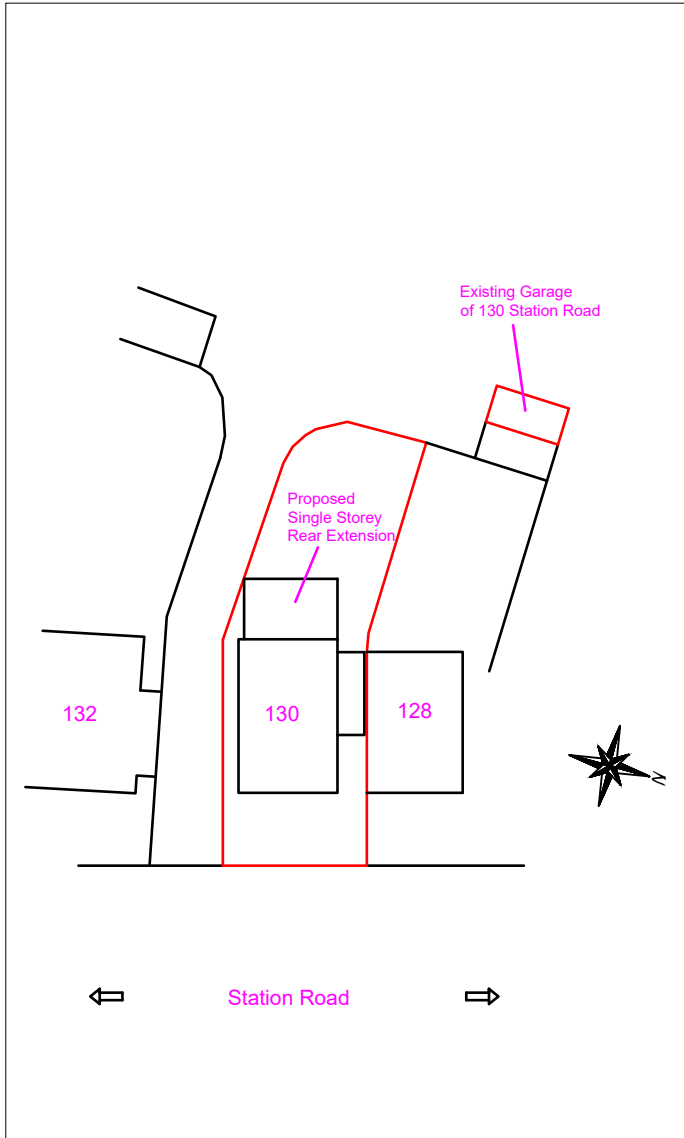 Existing Garage
of 130 Station Road
Proposed
Single Storey
Rear Extension
132
130
128
N
Station Road